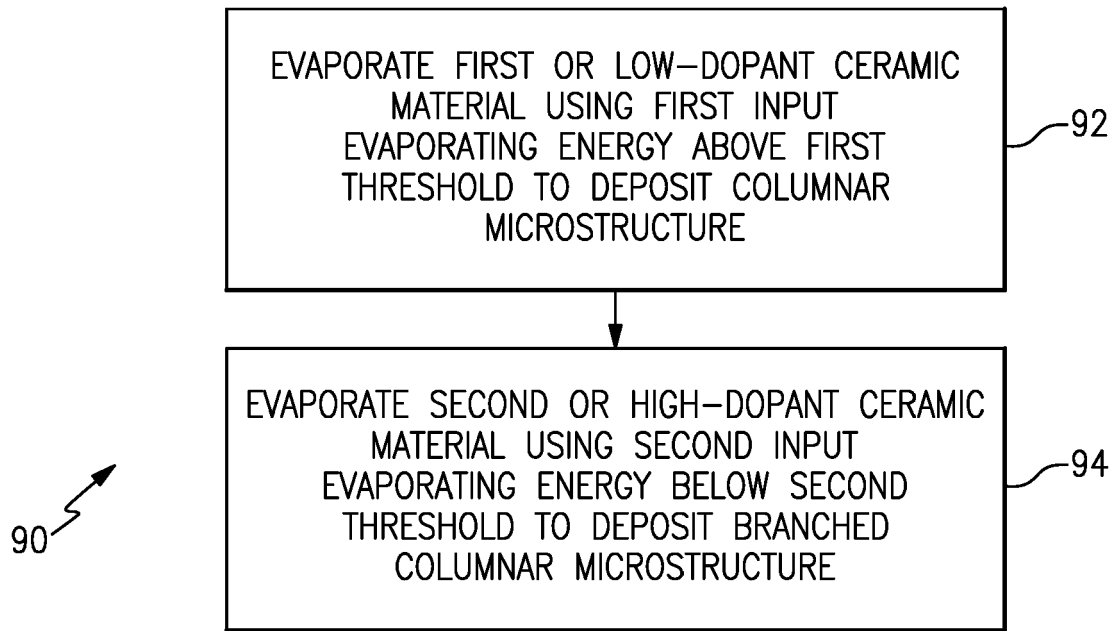 EVAPORATE FIRST OR LOW-DOPANT CERAMIC
MATERIAL USING FIRST INPUT
EVAPORATING ENERGY ABOVE FIRST
THRESHOLD TO DEPOSIT COLUMNAR
MICROSTRUCTURE
92
EVAPORATE SECOND OR HIGH-DOPANT CERAMIC
MATERIAL USING SECOND INPUT
EVAPORATING ENERGY BELOW SECOND
THRESHOLD TO DEPOSIT BRANCHED
COLUMNAR MICROSTRUCTURE
94
90